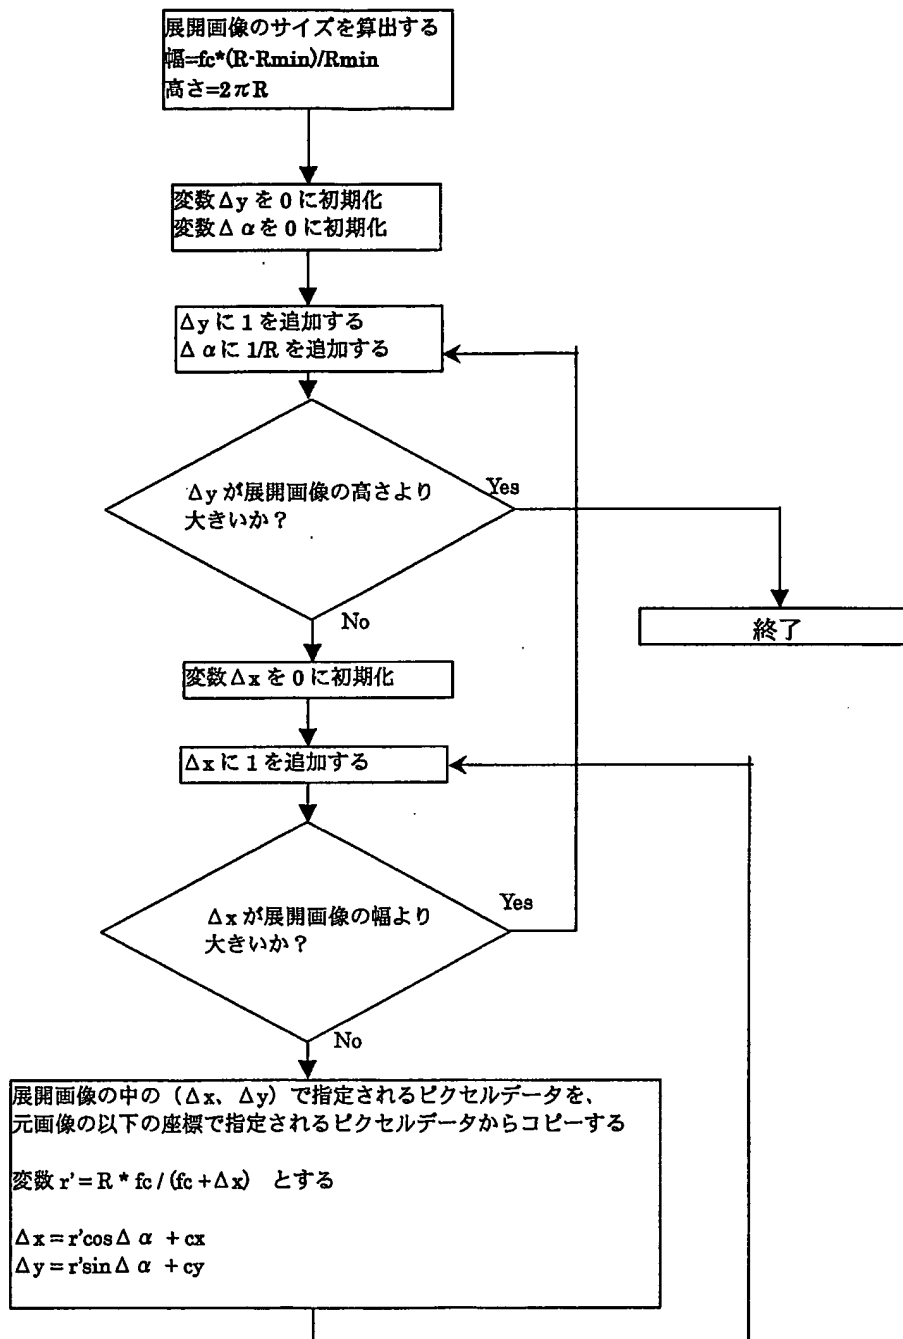 展開画像のサイズを算出する
幅=fc*(R-Rmin)/Rmin
高さ=2πR
変数Δyを0に初期化
変数Δαを0に初期化
Δyに1を追加する
Δαに1/Rを追加する
Δyが展開画像の高さより
大きいか？
Yes
No
終了
変数Δxを0に初期化
Δxに1を追加する
Δxが展開画像の幅より
大きいか？
Yes
No
展開画像の中の（Δx、Δy）で指定されるピクセルデータを、
元画像の以下の座標で指定されるピクセルデータからコピーする
変数 r'= R * fc / (fc +Δx)　とする
Δx = r'cosΔα + cx
Δy = r'sinΔα + cy